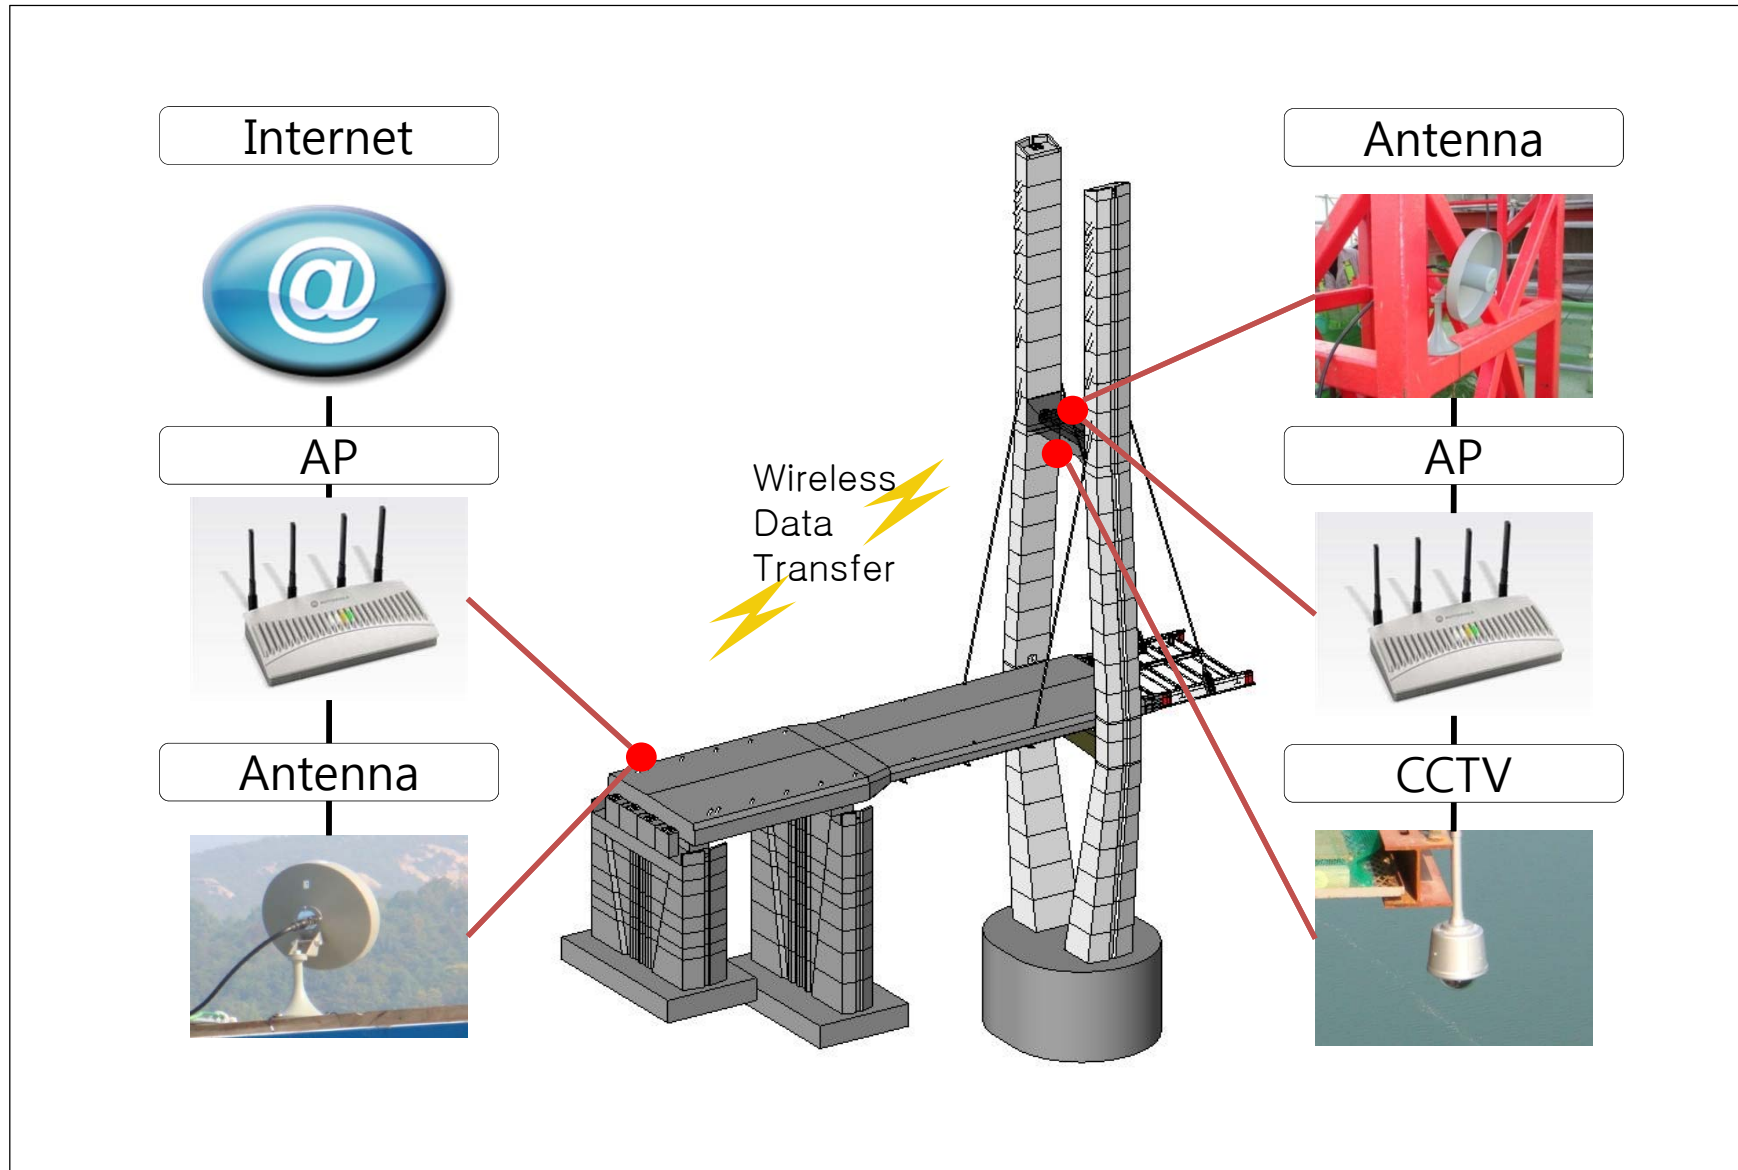 Internet
AP
Antenna
Wireless
Data
Transfer
Antenna
AP
CCTV